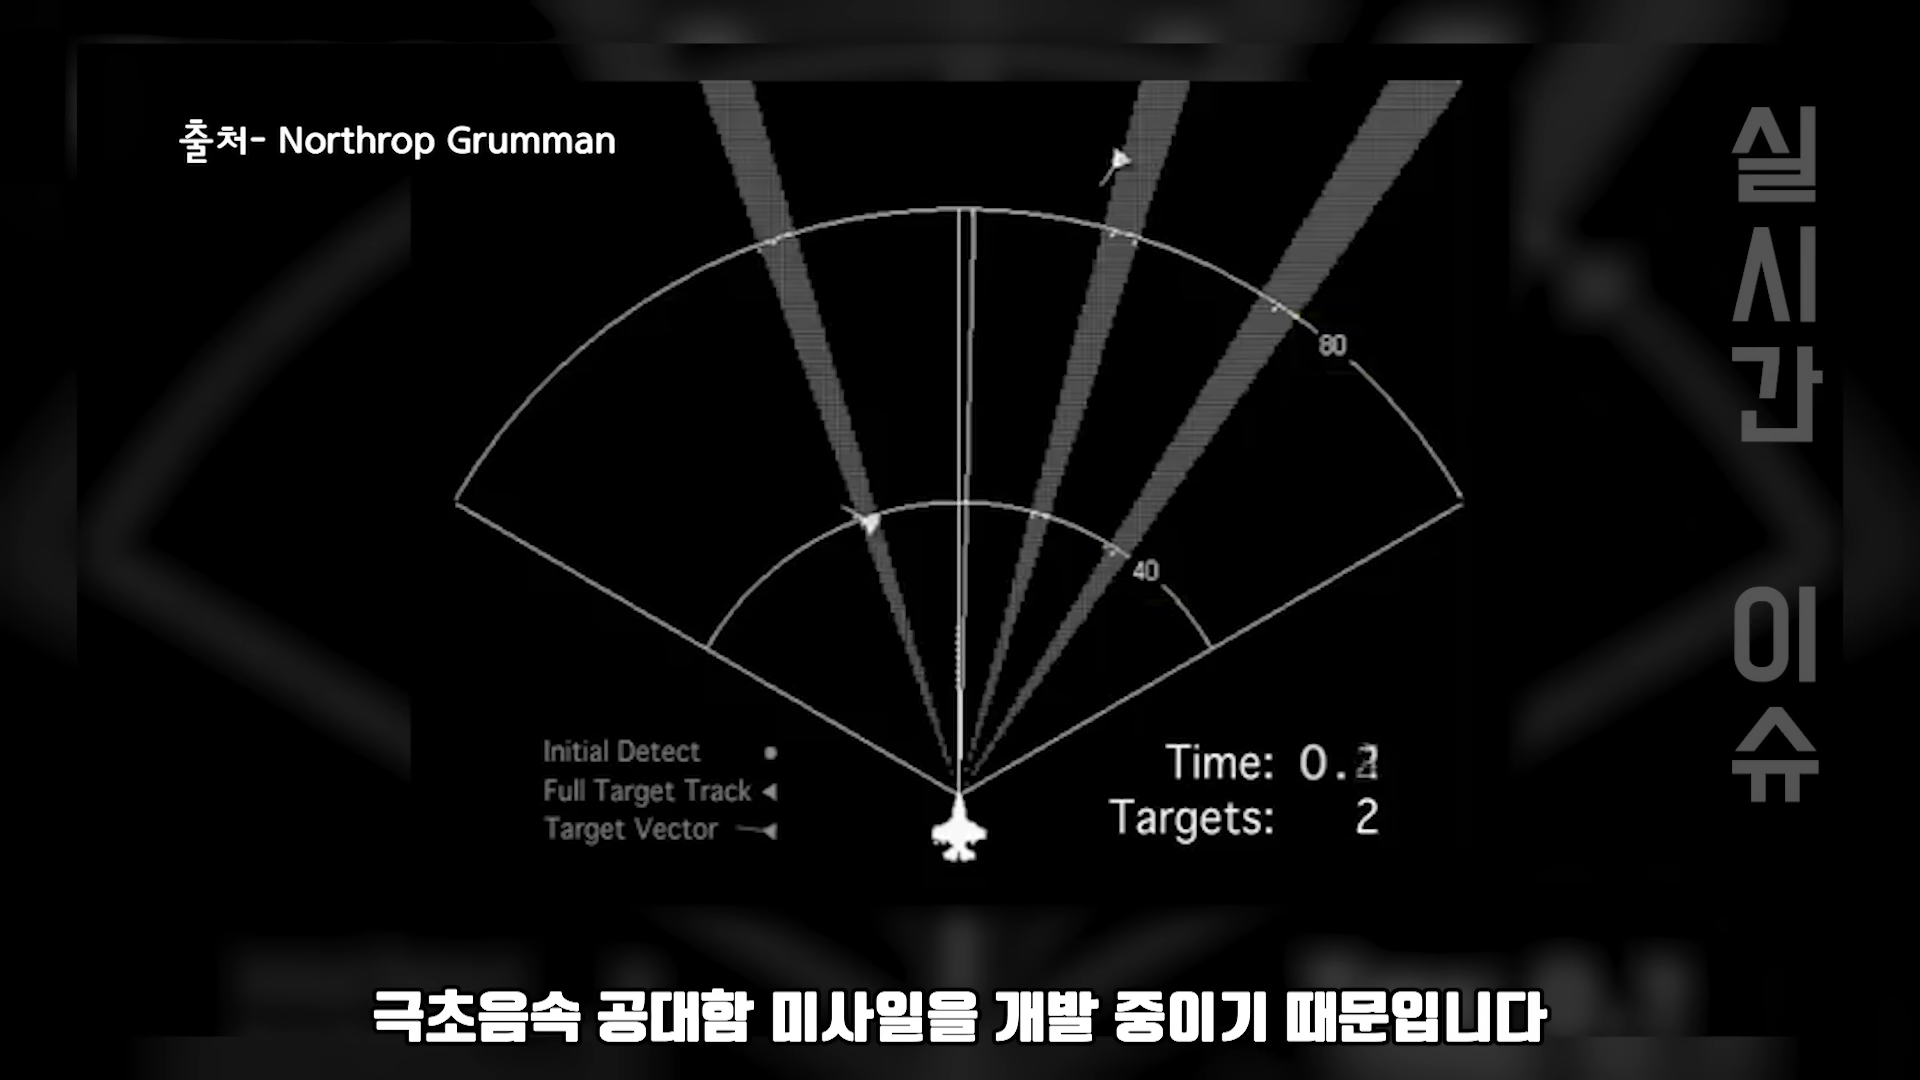 출처- Northrop Grumman
실시간 이슈
80
40
Initial Detect
Full Target Track
Target Vector
Time: 0.
Targets: 2
극초음속 공대함 미사일을 개발 중이기 때문입니다